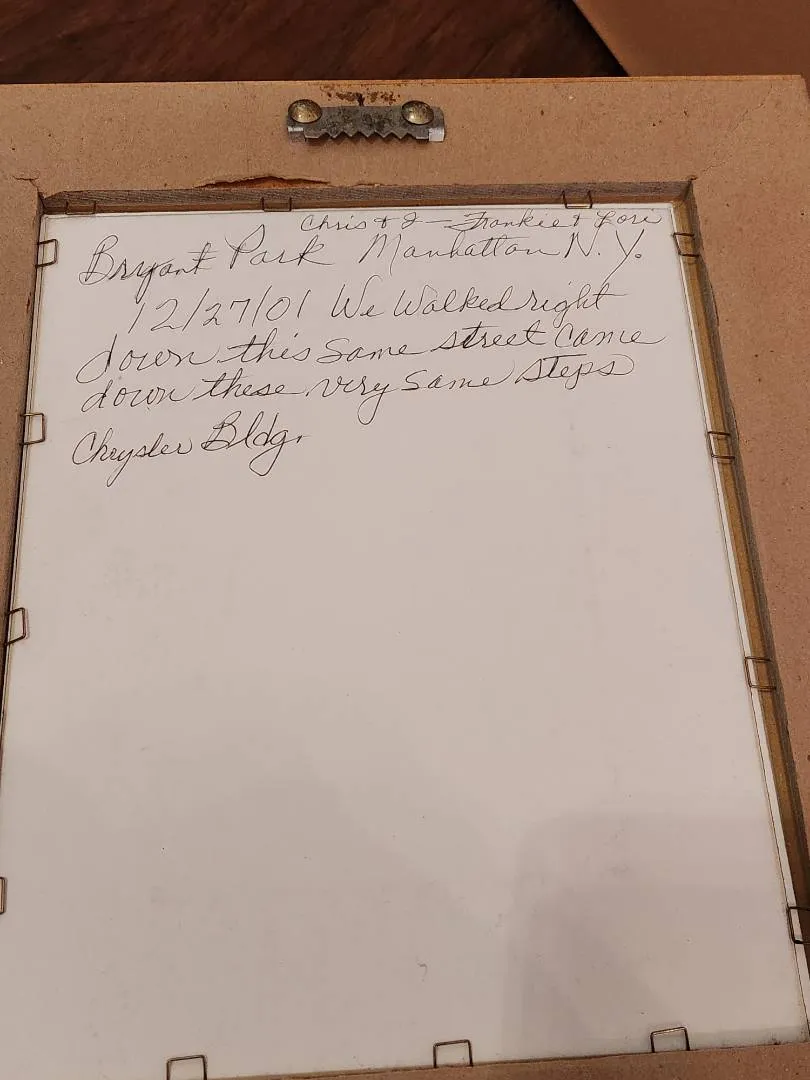 Chris & I — Frankie & Lori
Bryant Park Manhattan N.Y.
12/27/01 We Walked right
down this same street came
down these very same steps
Chrysler Bldg.